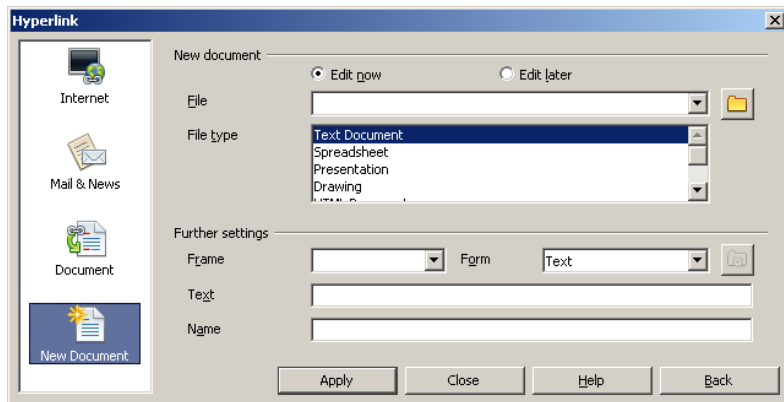 Hyperlink
Internet
Mail & News
Document
New Document
New document
Edit now
Edit later
File
File type
Text Document
Spreadsheet
Presentation
Drawing
Further settings
Frame
Form
Text
Text
Name
Apply
Close
Help
Back